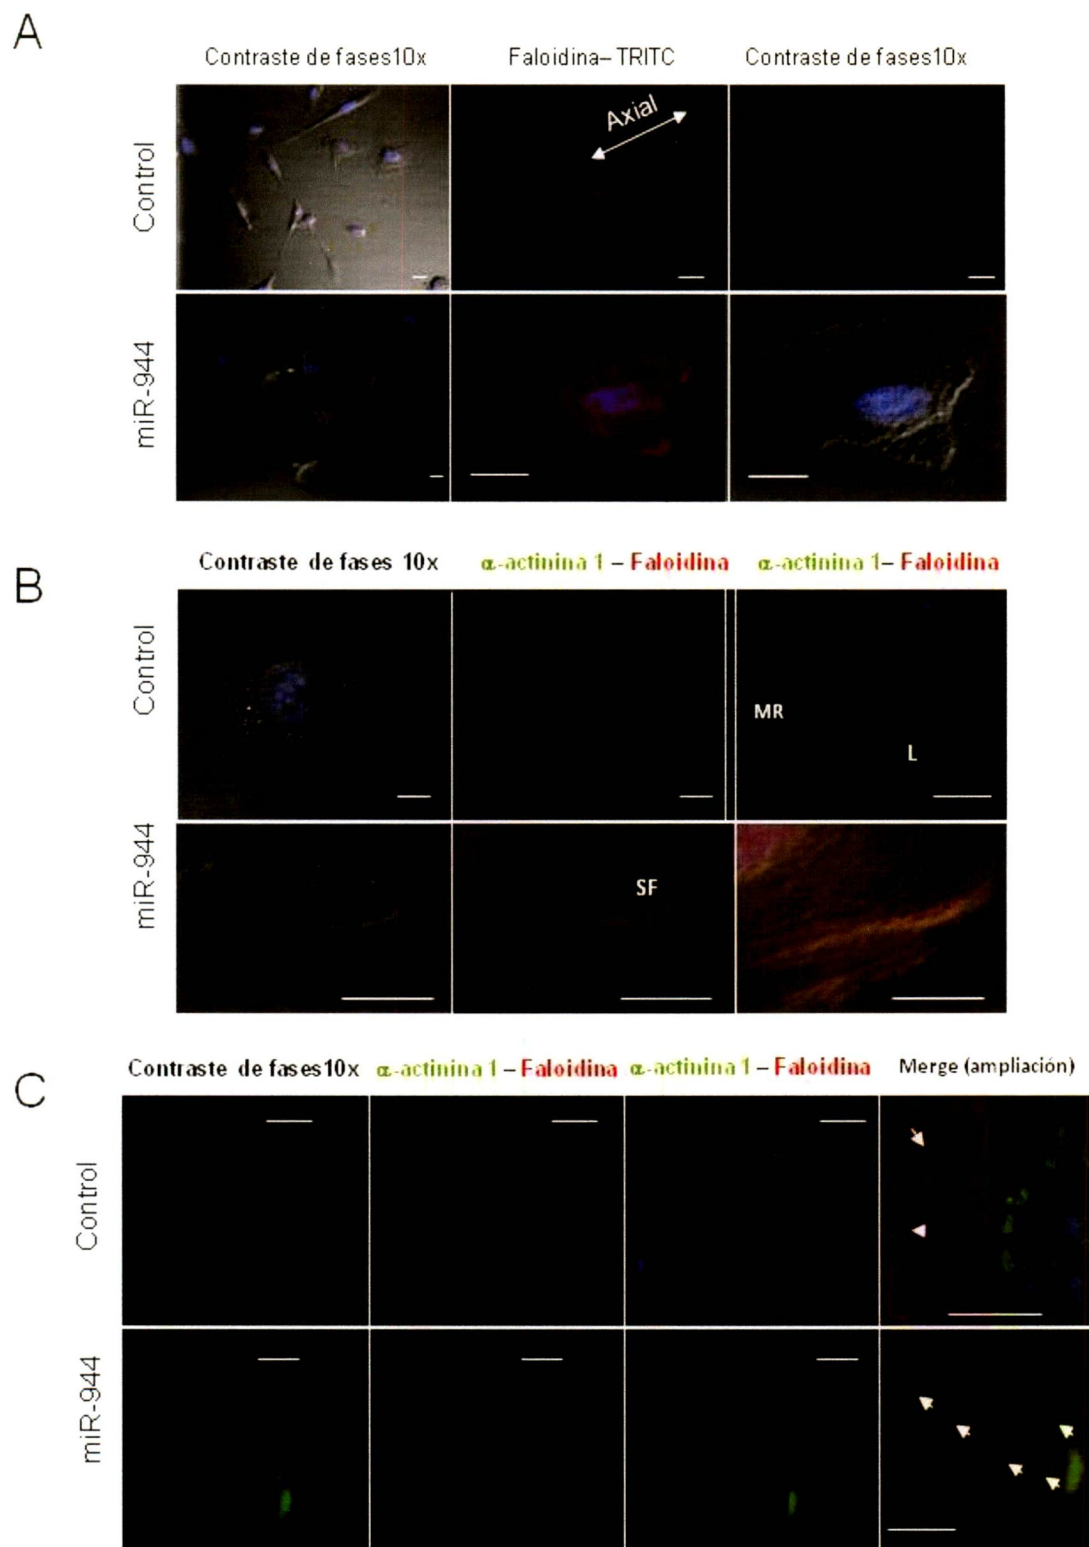 A
Contraste de fases10x Faloidina– TRITC Contraste de fases10x
Control
Axial
miR-944
B
Contraste de fases 10x α-actinina 1 – Faloidina α-actinina 1– Faloidina
Control
MR
L
miR-944
SF
C
Contraste de fases10x α-actinina 1 – Faloidina α-actinina 1 – Faloidina Merge (ampliación)
Control
miR-944